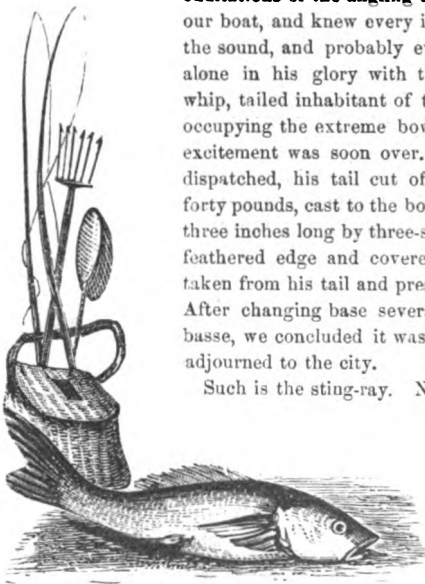 our boat, and knew every i
the sound, and probably e
alone in his glory with t
whip, tailed inhabitant of t
occupying the extreme bow
excitement was soon over.
dispatched, his tail cut of
forty pounds, cast to the bo
three inches long by three-s
feathered edge and covere
taken from his tail and pre
After changing base sever
basse, we concluded it was
adjourned to the city.
Such is the sting-ray. N